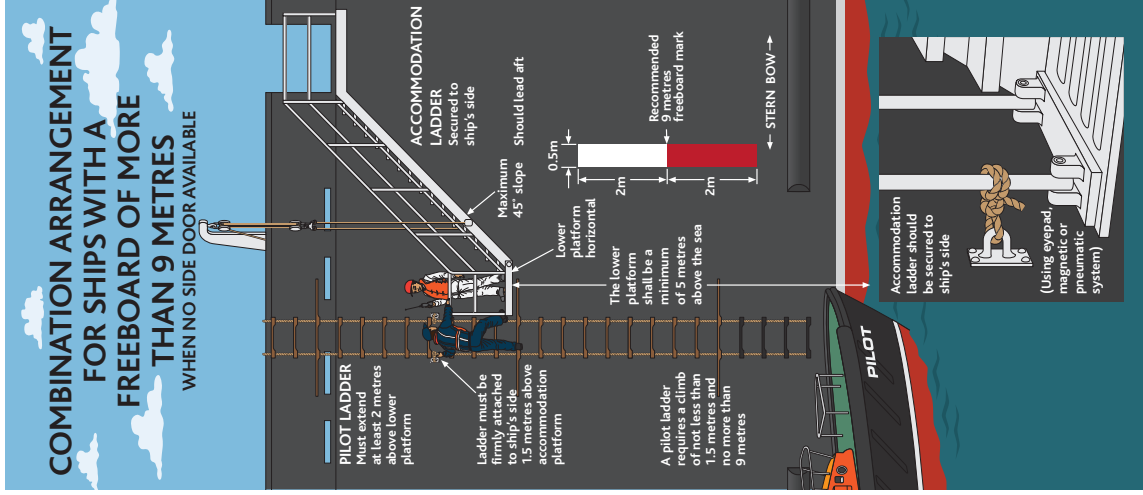 COMBINATION ARRANGEMENT
FOR SHIPS WITH A
FREEBOARD OF MORE
THAN 9 METRES
WHEN NO SIDE DOOR AVAILABLE
PILOT LADDER
Must extend
at least 2 metres
above lower
platform
Ladder must be
firmly attached
to ship's side
1.5 metres above
accommodation
platform
A pilot ladder
requires a climb
of not less than
1.5 metres and
no more than
9 metres
ACCOMMODATION
LADDER
Secured to
ship's side
Should lead aft
Maximum
45° slope
Lower
platform
horizontal
The lower
platform
shall be a
minimum
of 5 metres
above the sea
0.5m
2m
2m
Recommended
9 metres
freeboard mark
STERN BOW
PILOT
Accommodation
ladder should
be secured to
ship's side
(Using eyepad,
magnetic or
pneumatic
system)